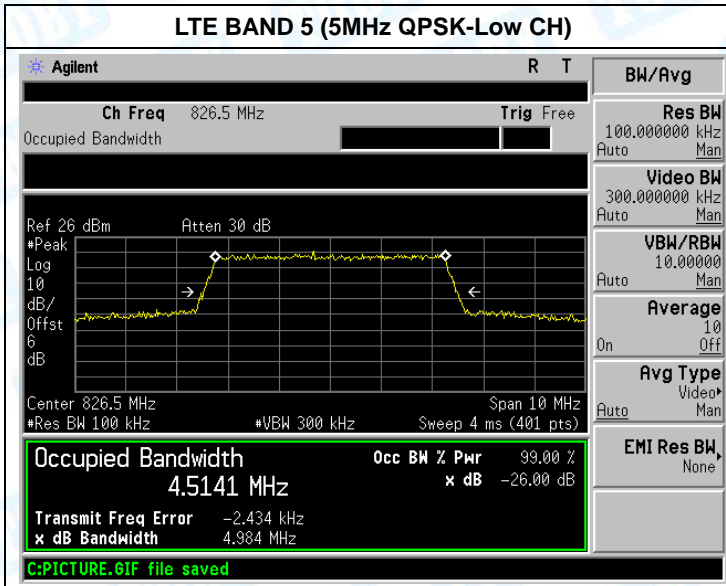 LTE BAND 5 (5MHz QPSK-Low CH)
Agilent R T
Ch Freq 826.5 MHz Trig Free
Occupied Bandwidth
Ref 26 dBm Atten 30 dB
#Peak
Log
10
dB/
Offst
6
dB
Center 826.5 MHz Span 10 MHz
#Res BW 100 kHz #VBW 300 kHz Sweep 4 ms (401 pts)
Occupied Bandwidth
4.5141 MHz
Occ BW % Pwr 99.00 %
x dB -26.00 dB
Transmit Freq Error -2.434 kHz
x dB Bandwidth 4.984 MHz
C:PICTURE.GIF file saved
BW/Avg
Res BW
100.000000 kHz
Auto Man
Video BW
300.000000 kHz
Auto Man
VBW/RBW
10.00000
Auto Man
Average
10
On Off
Avg Type
Video
Auto Man
EMI Res BW
None